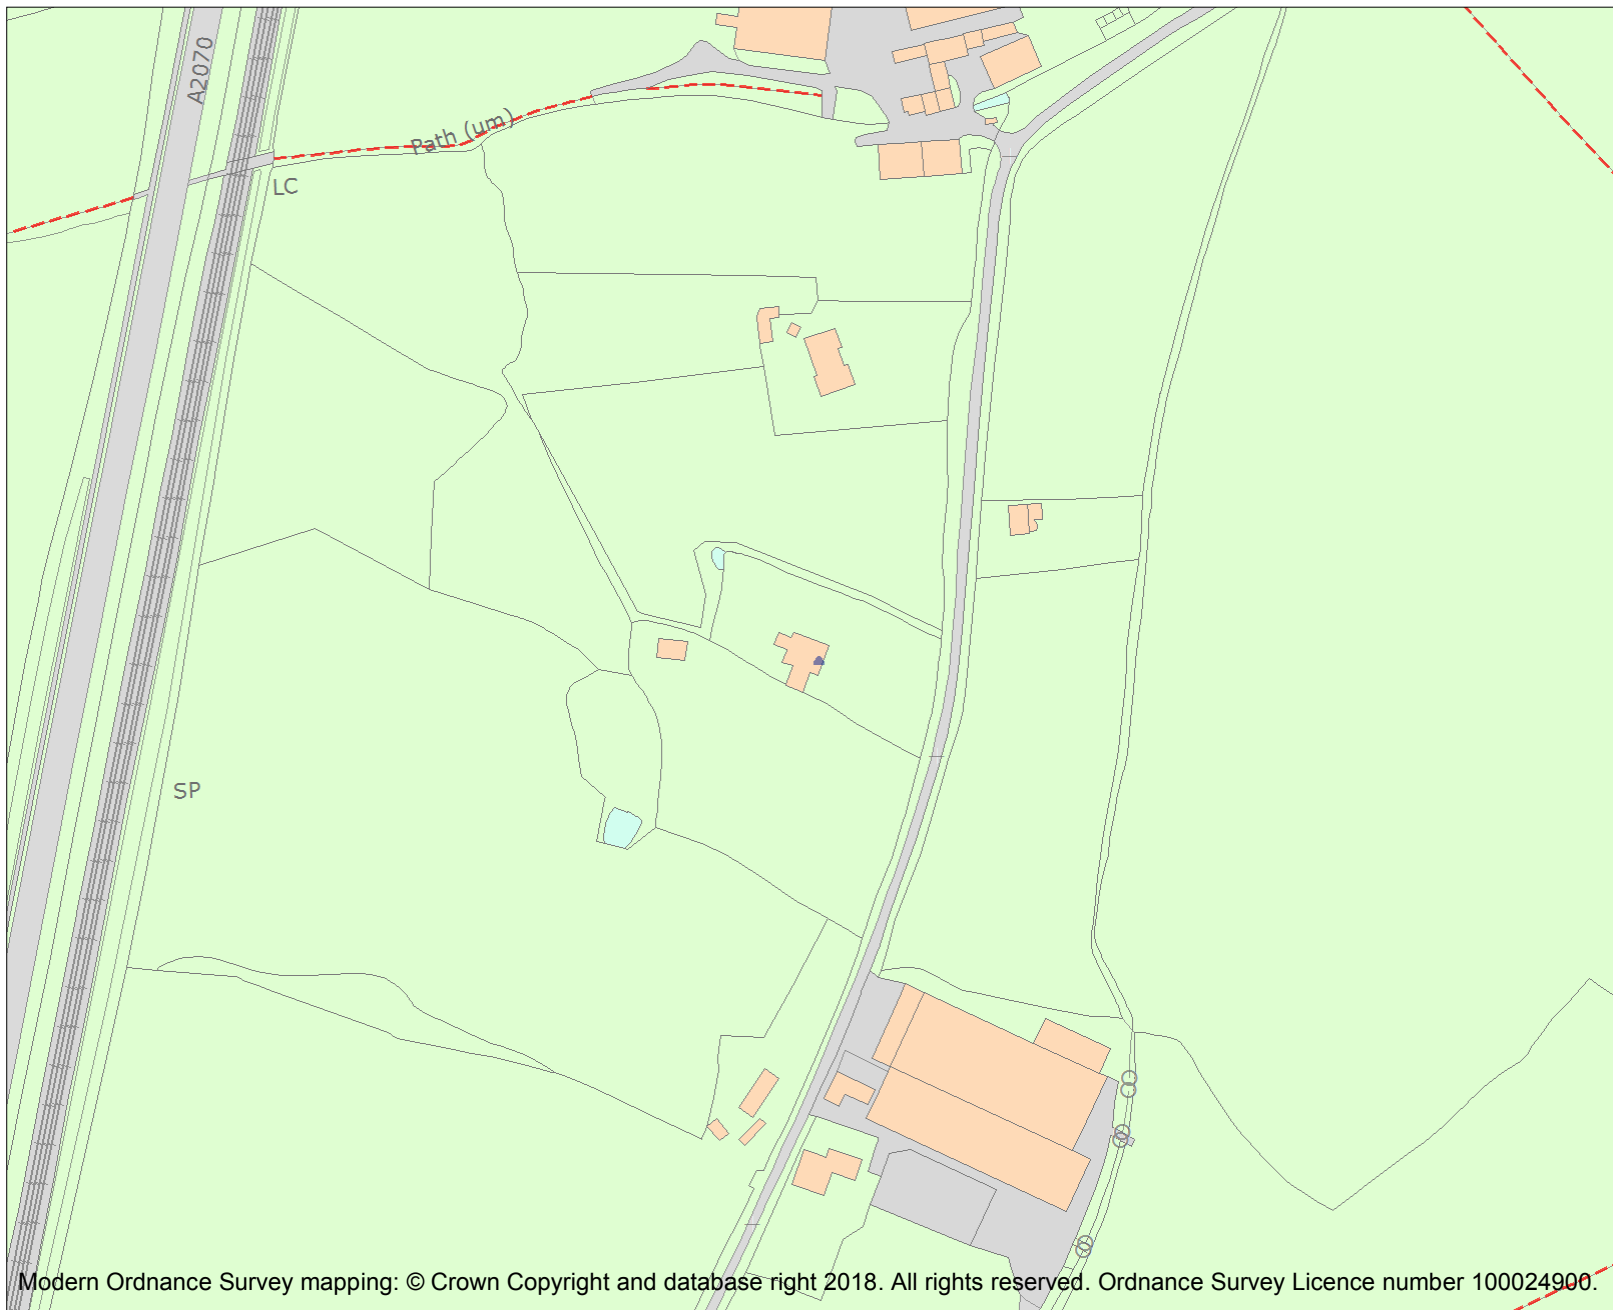 A2070
Path (um)
LC
SP
Modern Ordnance Survey mapping: © Crown Copyright and database right 2018. All rights reserved. Ordnance Survey Licence number 100024900.